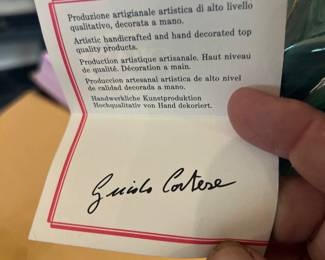 Produzione artigianale artistica di alto livello
qualitativo, decorata a mano.
Artistic handicrafted and hand decorated top
quality products.
Production artistique artisanale. Haut niveau
de qualité. Décoration a main.
Produccion artesanal artistica de alto nivel
de calidad decorada a mano.
Handwerkliche Kunstproduktion
Hochqualitativ von Hand dekoriert.
Guido Cortese